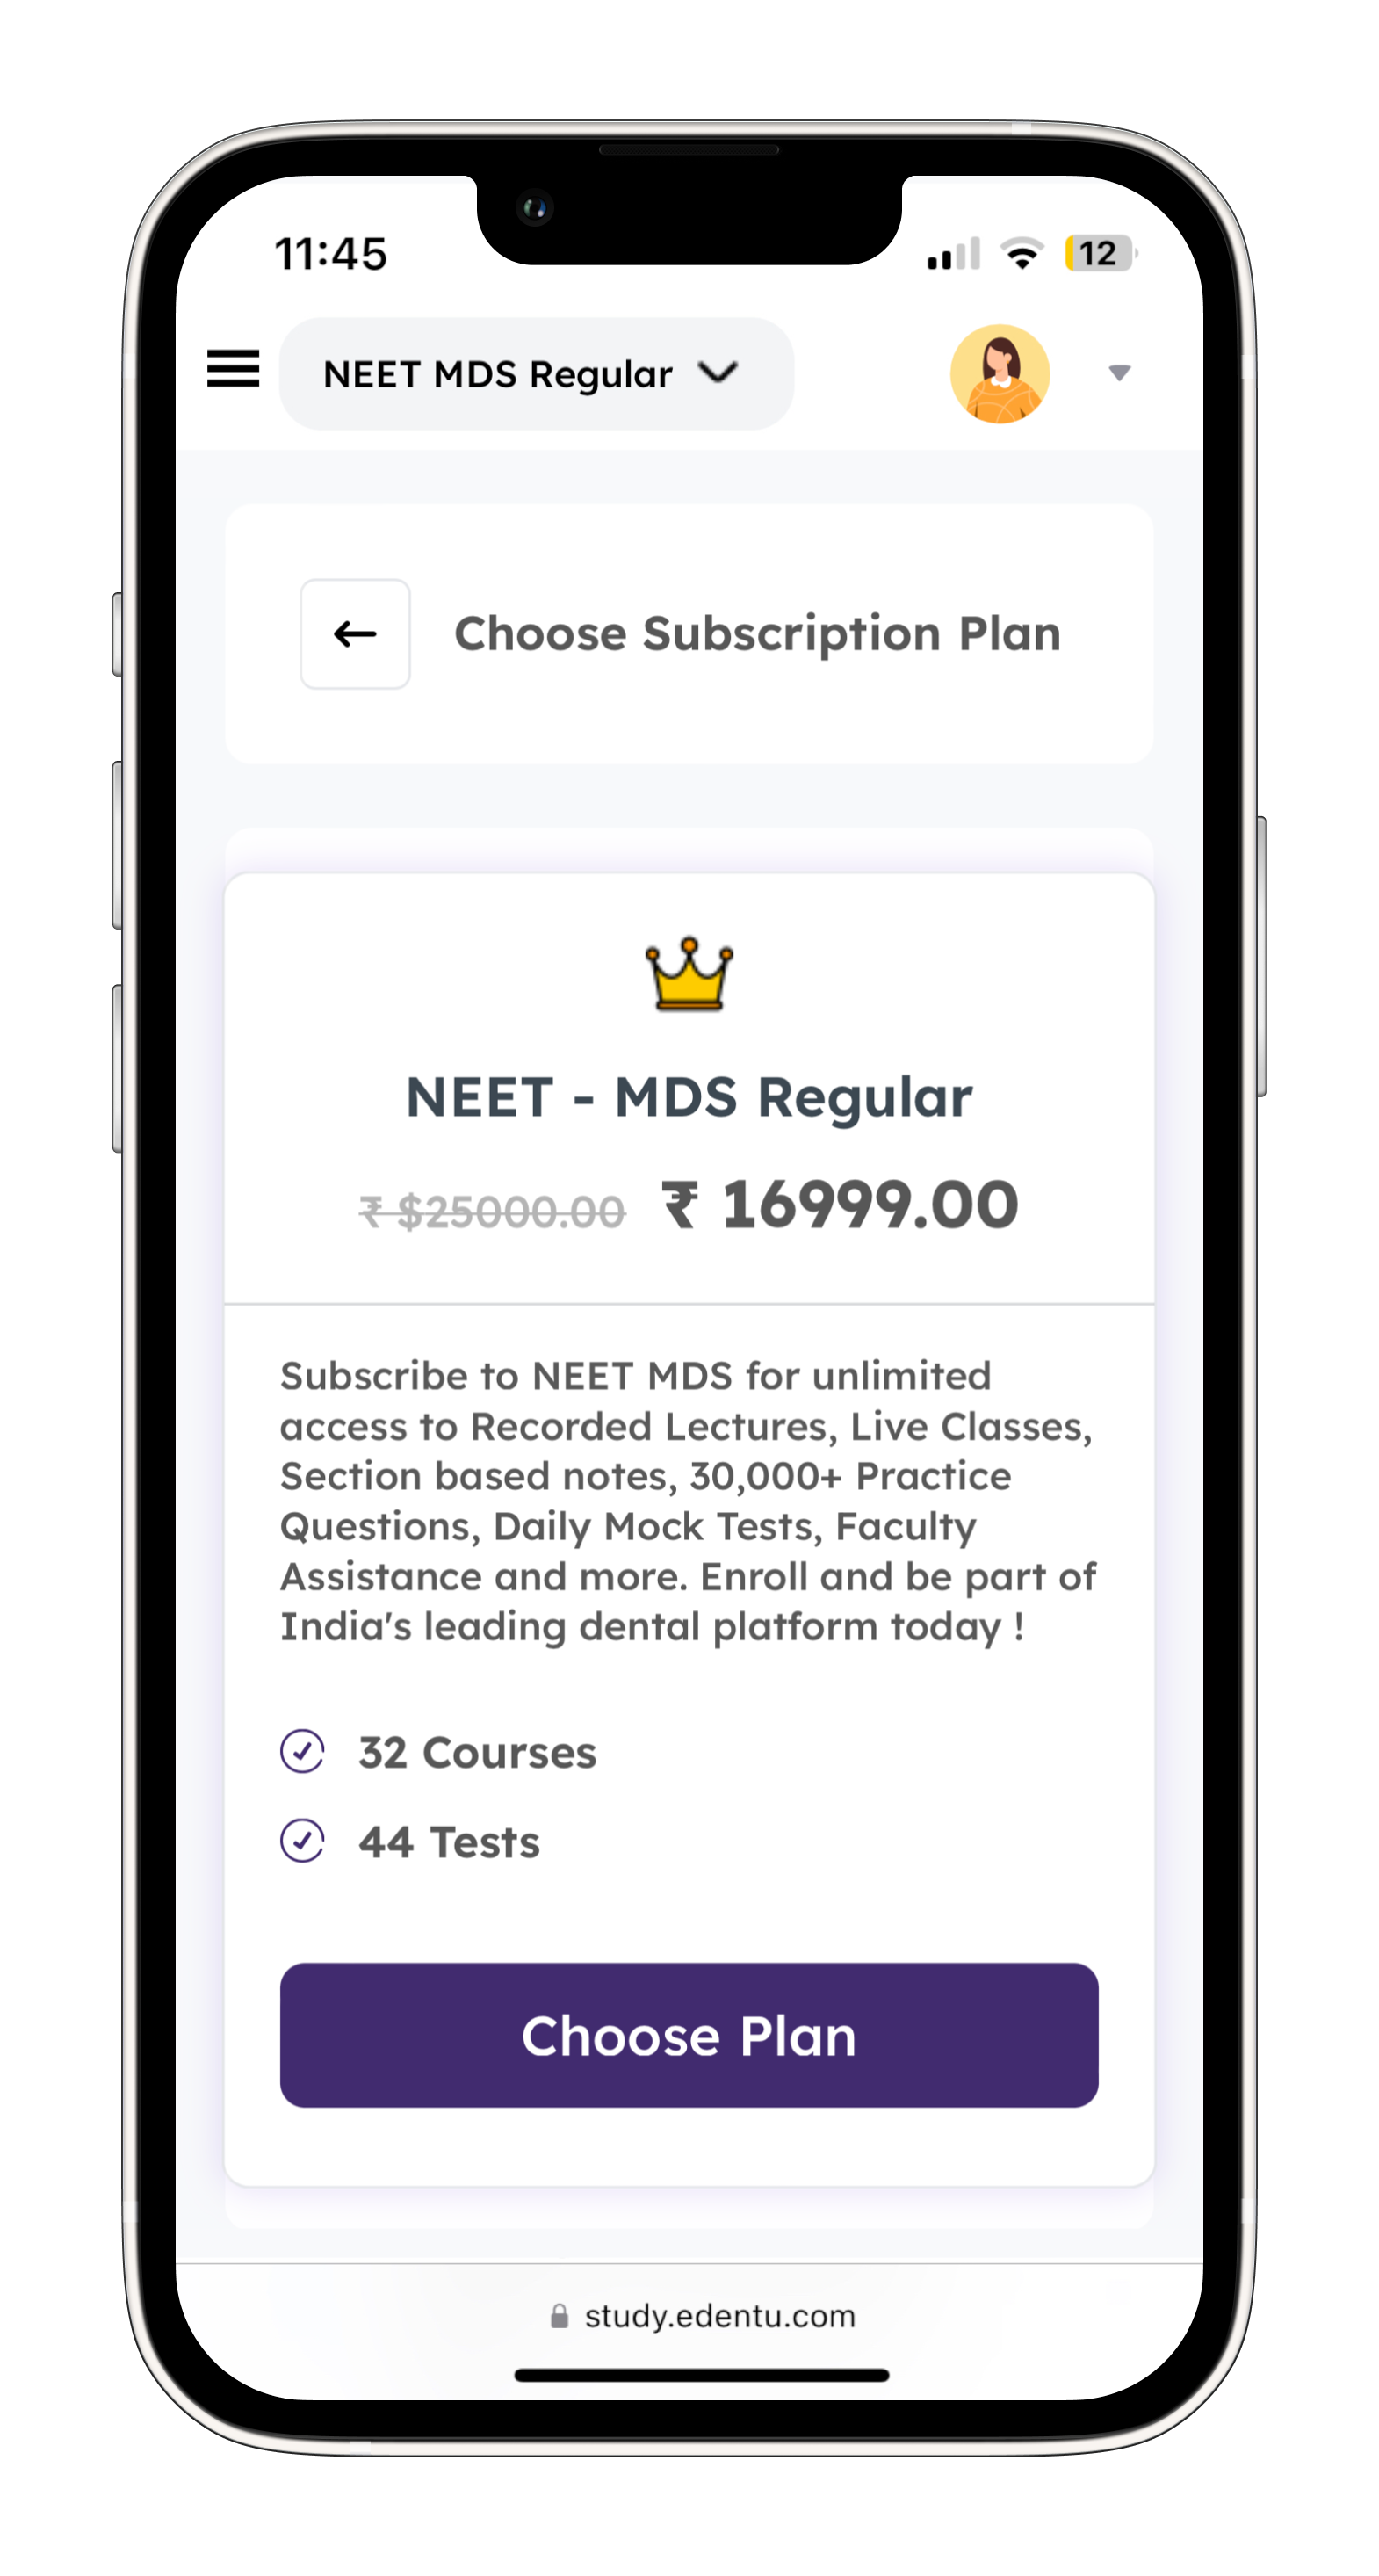 11:45
12
NEET MDS Regular
Choose Subscription Plan
NEET - MDS Regular
₹ $25000.00 ₹ 16999.00
Subscribe to NEET MDS for unlimited
access to Recorded Lectures, Live Classes,
Section based notes, 30,000+ Practice
Questions, Daily Mock Tests, Faculty
Assistance and more. Enroll and be part of
India's leading dental platform today !
32 Courses
44 Tests
Choose Plan
study.edentu.com